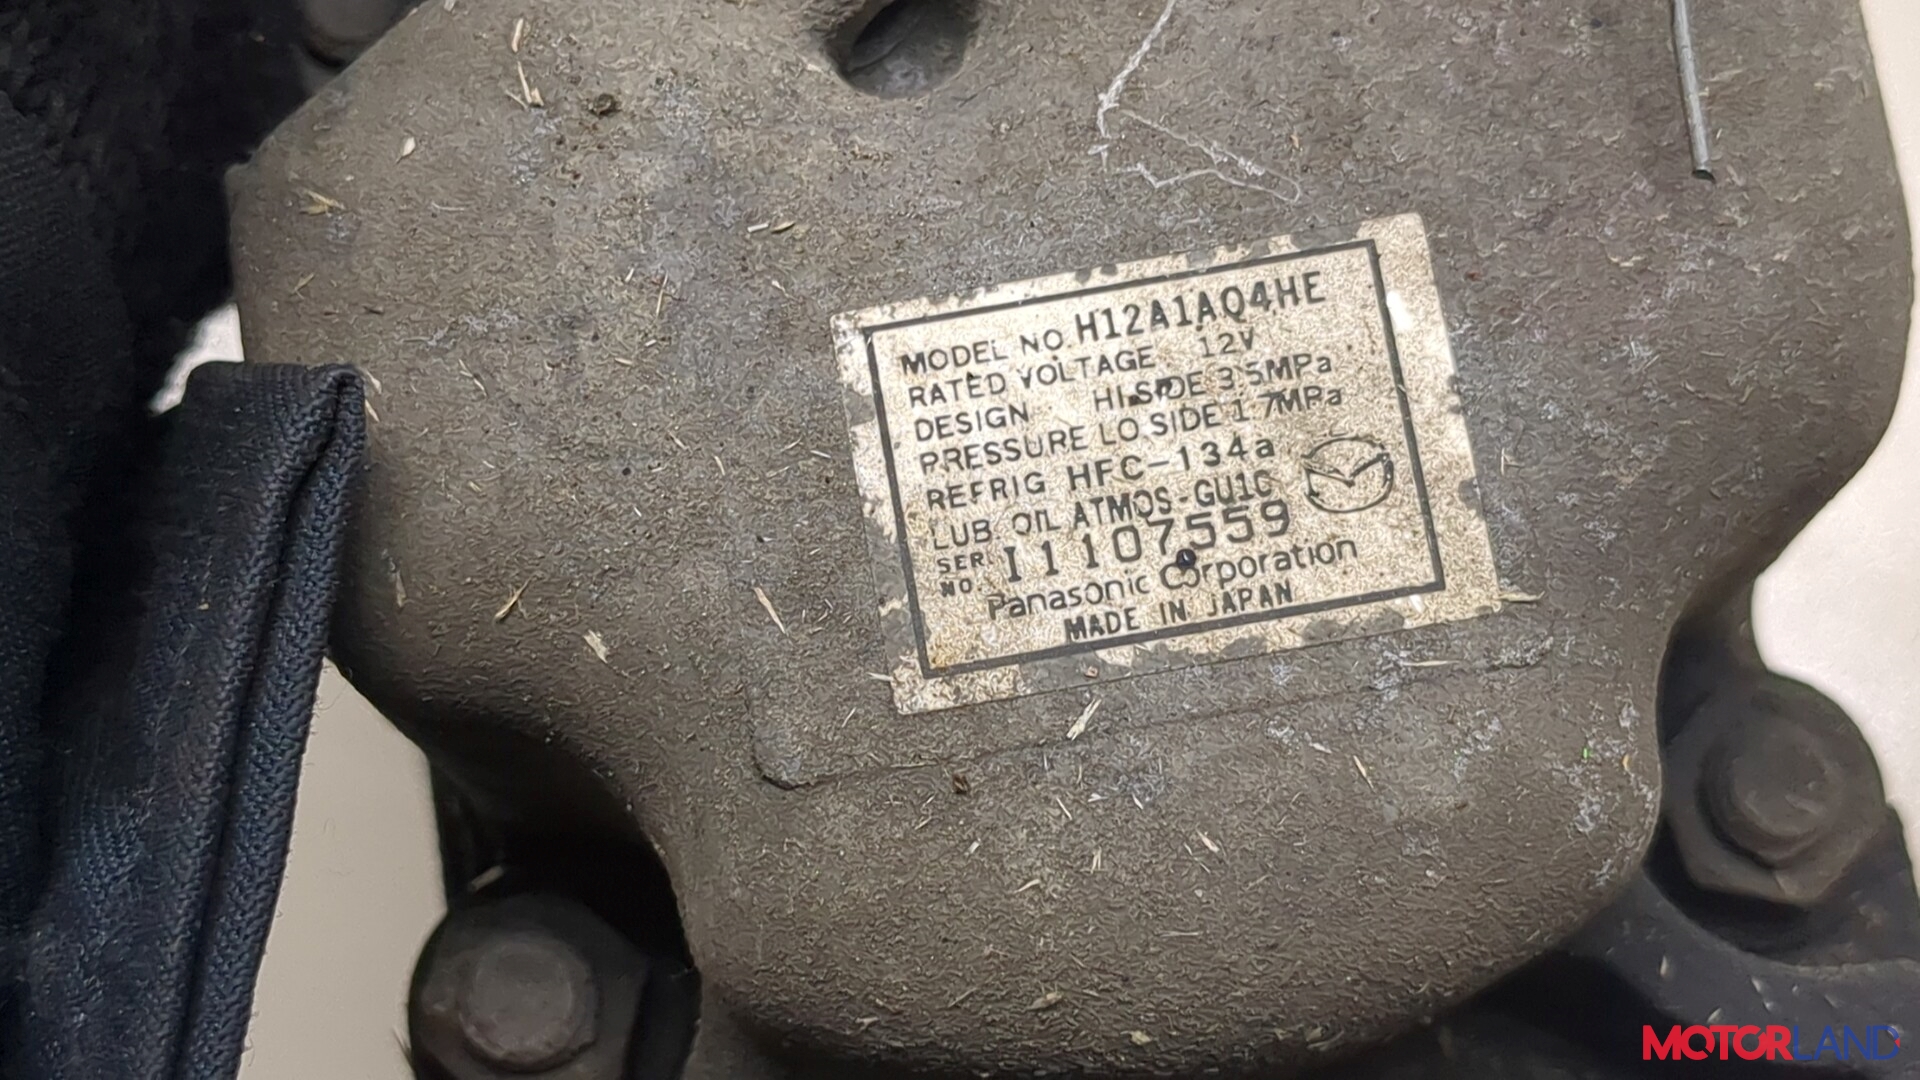 MODEL NO. H12A1AQ4HE
RATED VOLTAGE 12V
DESIGN HI.SIDE 3.5MPa
PRESSURE LO.SIDE 1.7MPa
REFRIG HFC-134a
LUB. OIL ATMOS-GU10
SER. NO. I1107559
Panasonic Corporation
MADE IN JAPAN
MOTORLAND